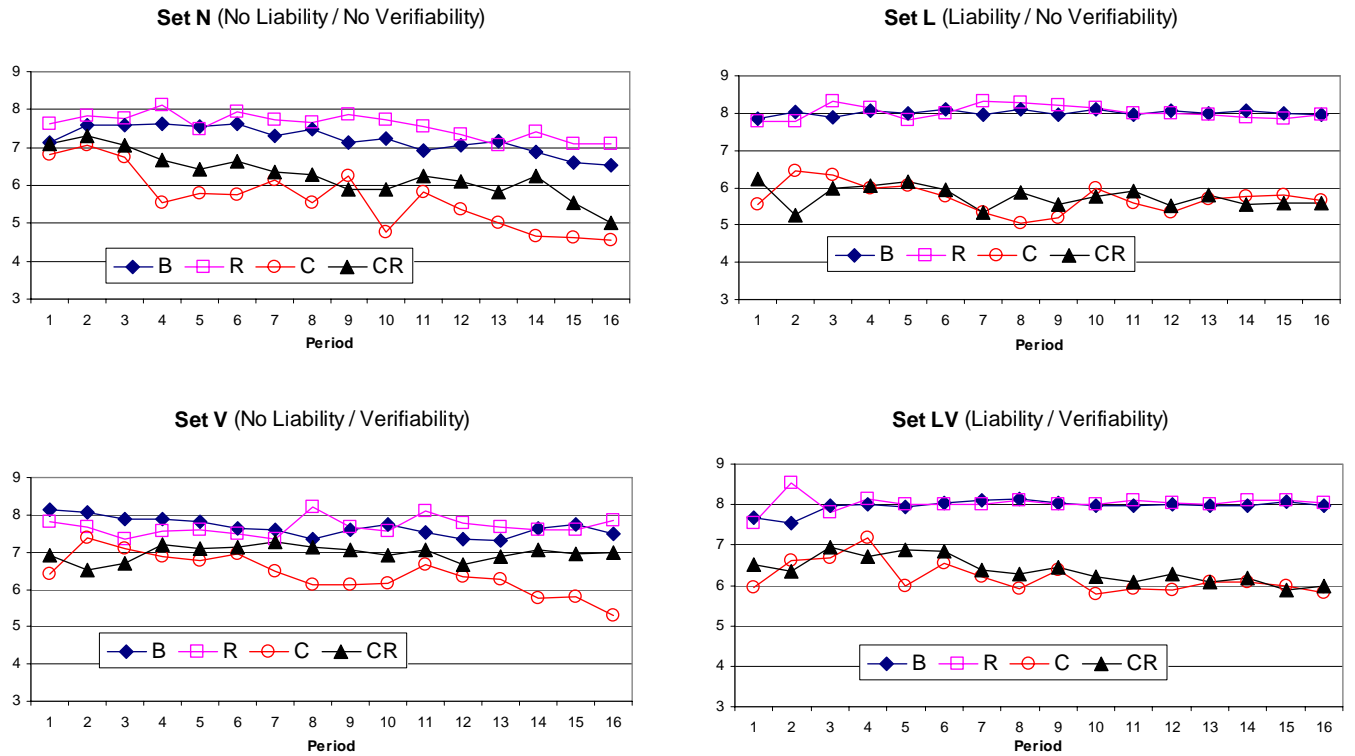 Set N (No Liability / No Verifiability)
9
8
7
6
5
4
3
B R C CR
1 2 3 4 5 6 7 8 9 10 11 12 13 14 15 16
Period
Set L (Liability / No Verifiability)
9
8
7
6
5
4
3
B R C CR
1 2 3 4 5 6 7 8 9 10 11 12 13 14 15 16
Period
Set V (No Liability / Verifiability)
9
8
7
6
5
4
3
B R C CR
1 2 3 4 5 6 7 8 9 10 11 12 13 14 15 16
Period
Set LV (Liability / Verifiability)
9
8
7
6
5
4
3
B R C CR
1 2 3 4 5 6 7 8 9 10 11 12 13 14 15 16
Period